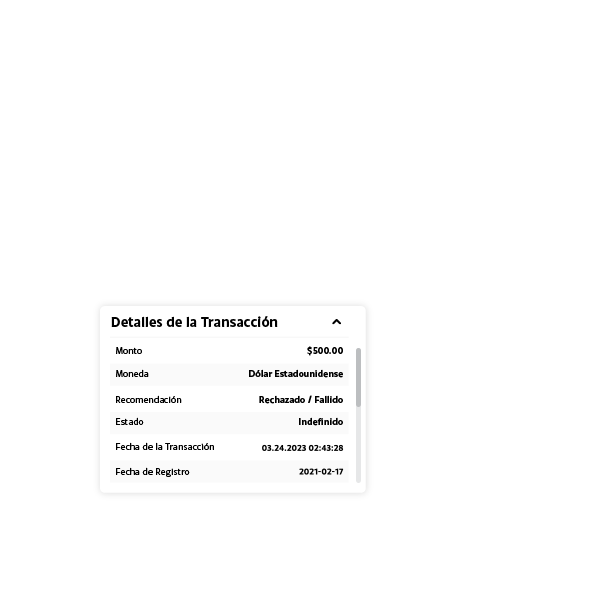 Detalles de la Transacción
Monto $500.00
Moneda Dólar Estadounidense
Recomendación Rechazado / Fallido
Estado Indefinido
Fecha de la Transacción 03.24.2023 02:43:28
Fecha de Registro 2021-02-17